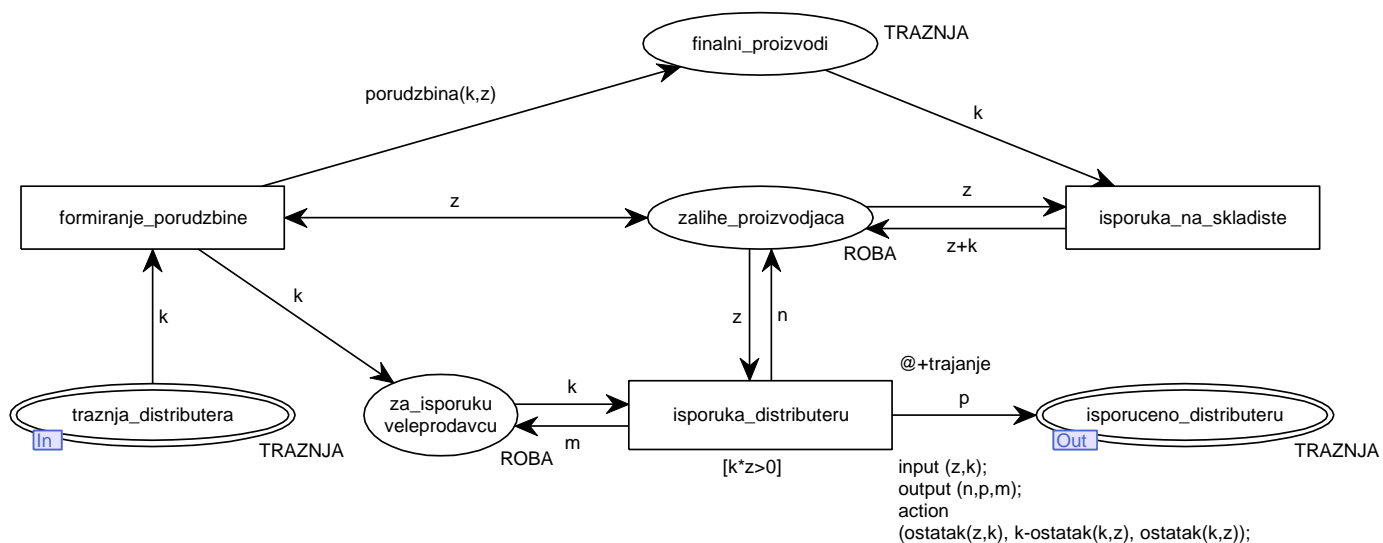 finalni_proizvodi
TRAZNJA
porudzbina(k,z)
k
formiranje_porudzbine
z
zalihe_proizvodjaca
z
isporuka_na_skladiste
z+k
ROBA
k
k
z
n
@+trajanje
traznja_distributera
In
TRAZNJA
za_isporuku
veleprodavcu
ROBA
k
m
isporuka_distributeru
[k*z>0]
p
isporuceno_distributeru
Out
TRAZNJA
input (z,k);
output (n,p,m);
action
(ostatak(z,k), k-ostatak(k,z), ostatak(k,z));